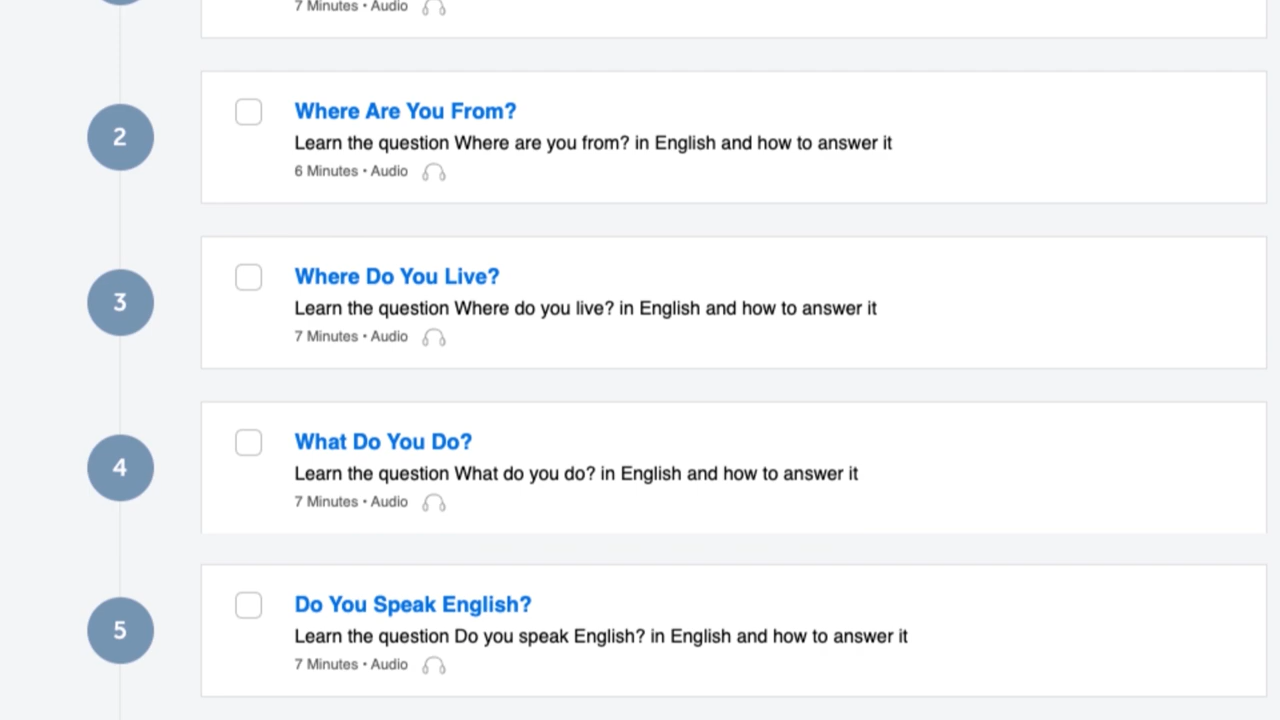 7 Minutes • Audio
2
Where Are You From?
Learn the question Where are you from? in English and how to answer it
6 Minutes • Audio
3
Where Do You Live?
Learn the question Where do you live? in English and how to answer it
7 Minutes • Audio
4
What Do You Do?
Learn the question What do you do? in English and how to answer it
7 Minutes • Audio
5
Do You Speak English?
Learn the question Do you speak English? in English and how to answer it
7 Minutes • Audio